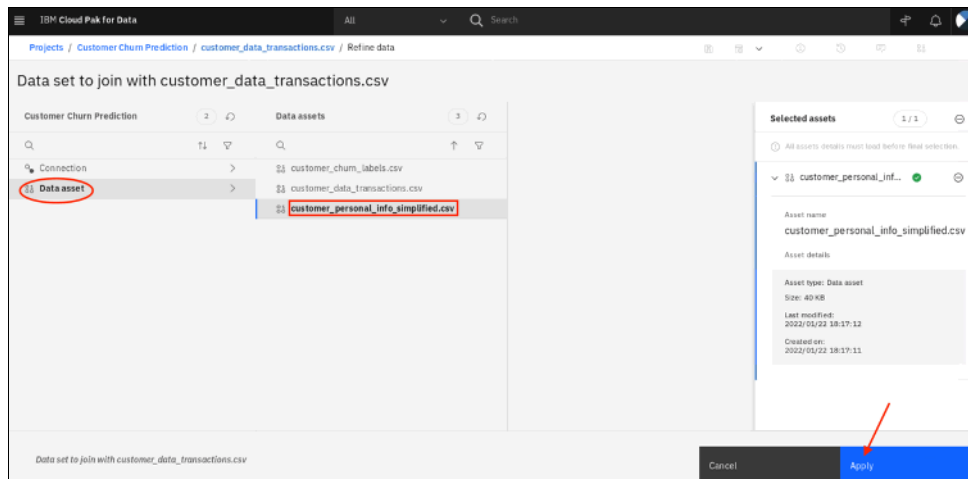 IBM Cloud Pak for Data
All
Search
Projects / Customer Churn Prediction / customer_data_transactions.csv / Refine data
Data set to join with customer_data_transactions.csv
Customer Churn Prediction
2
Data assets
3
Selected assets
1/1
All assets details must load before final selection.
Connection
Data asset
customer_churn_labels.csv
customer_data_transactions.csv
customer_personal_info_simplified.csv
customer_personal_inf...
Asset name
customer_personal_info_simplified.csv
Asset details
Asset type: Data asset
Size: 40 KB
Last modified:
2022/01/22 18:17:12
Created on:
2022/01/22 18:17:11
Data set to join with customer_data_transactions.csv
Cancel
Apply